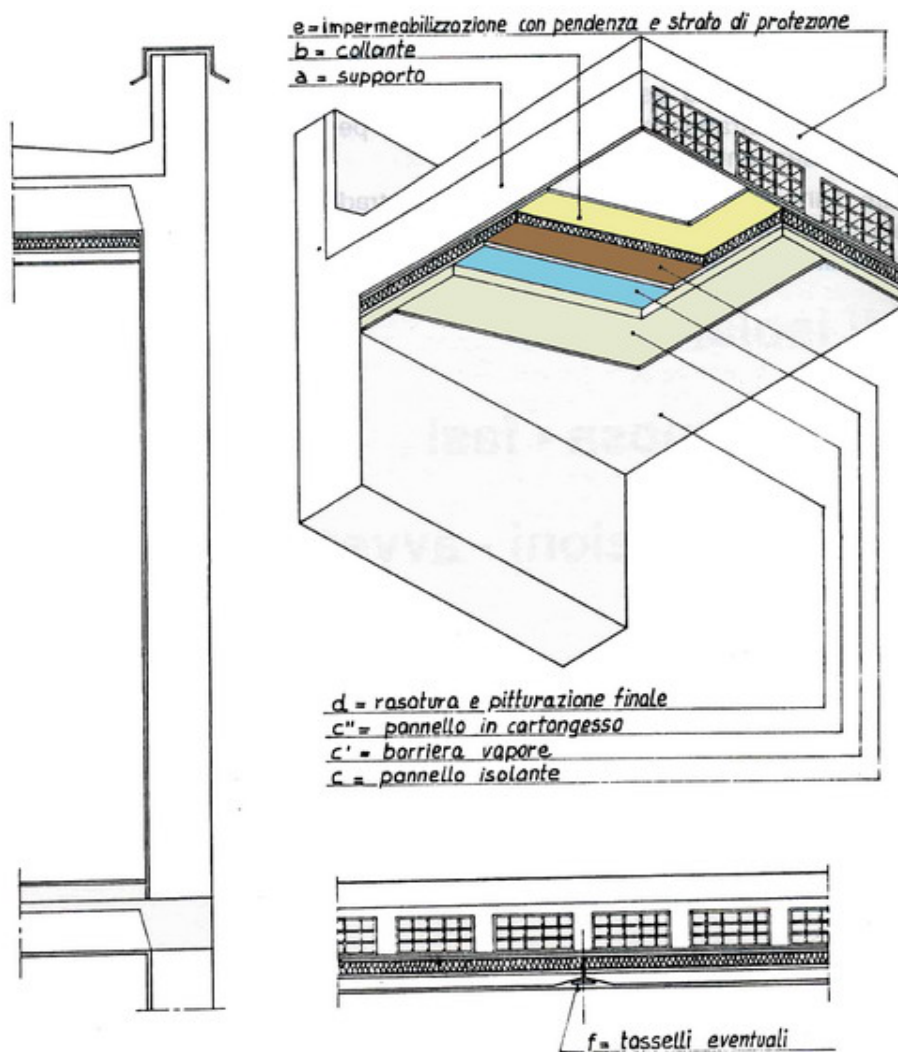 e = impermeabilizzazione con pendenza e strato di protezione
b = collante
a = supporto
d = rasatura e pitturazione finale
c" = pannello in cartongesso
c' = barriera vapore
c = pannello isolante
f = tasselli eventuali